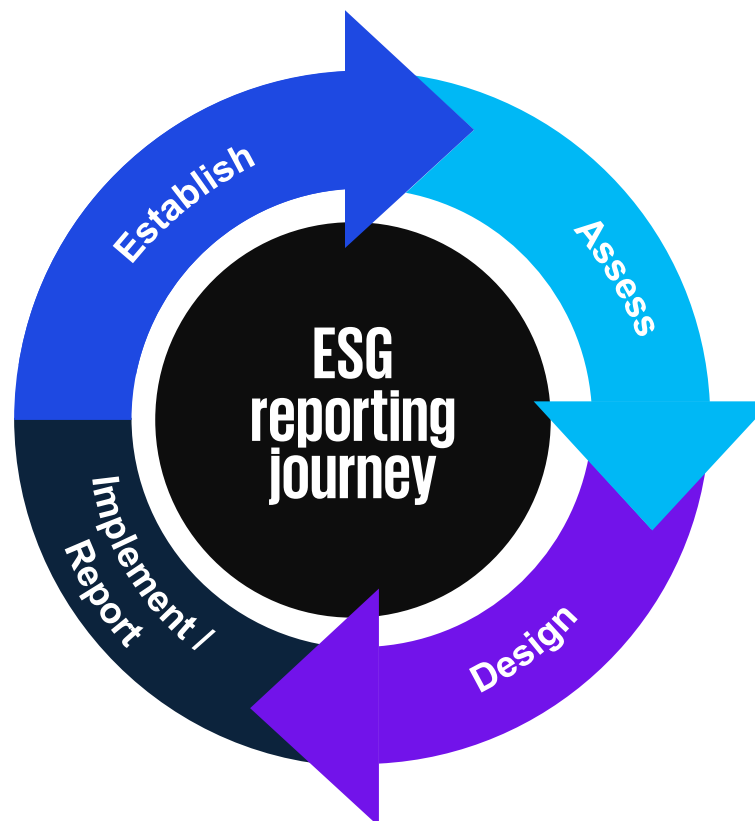 Establish
Assess
ESG
reporting
journey
Implement /
Report
Design